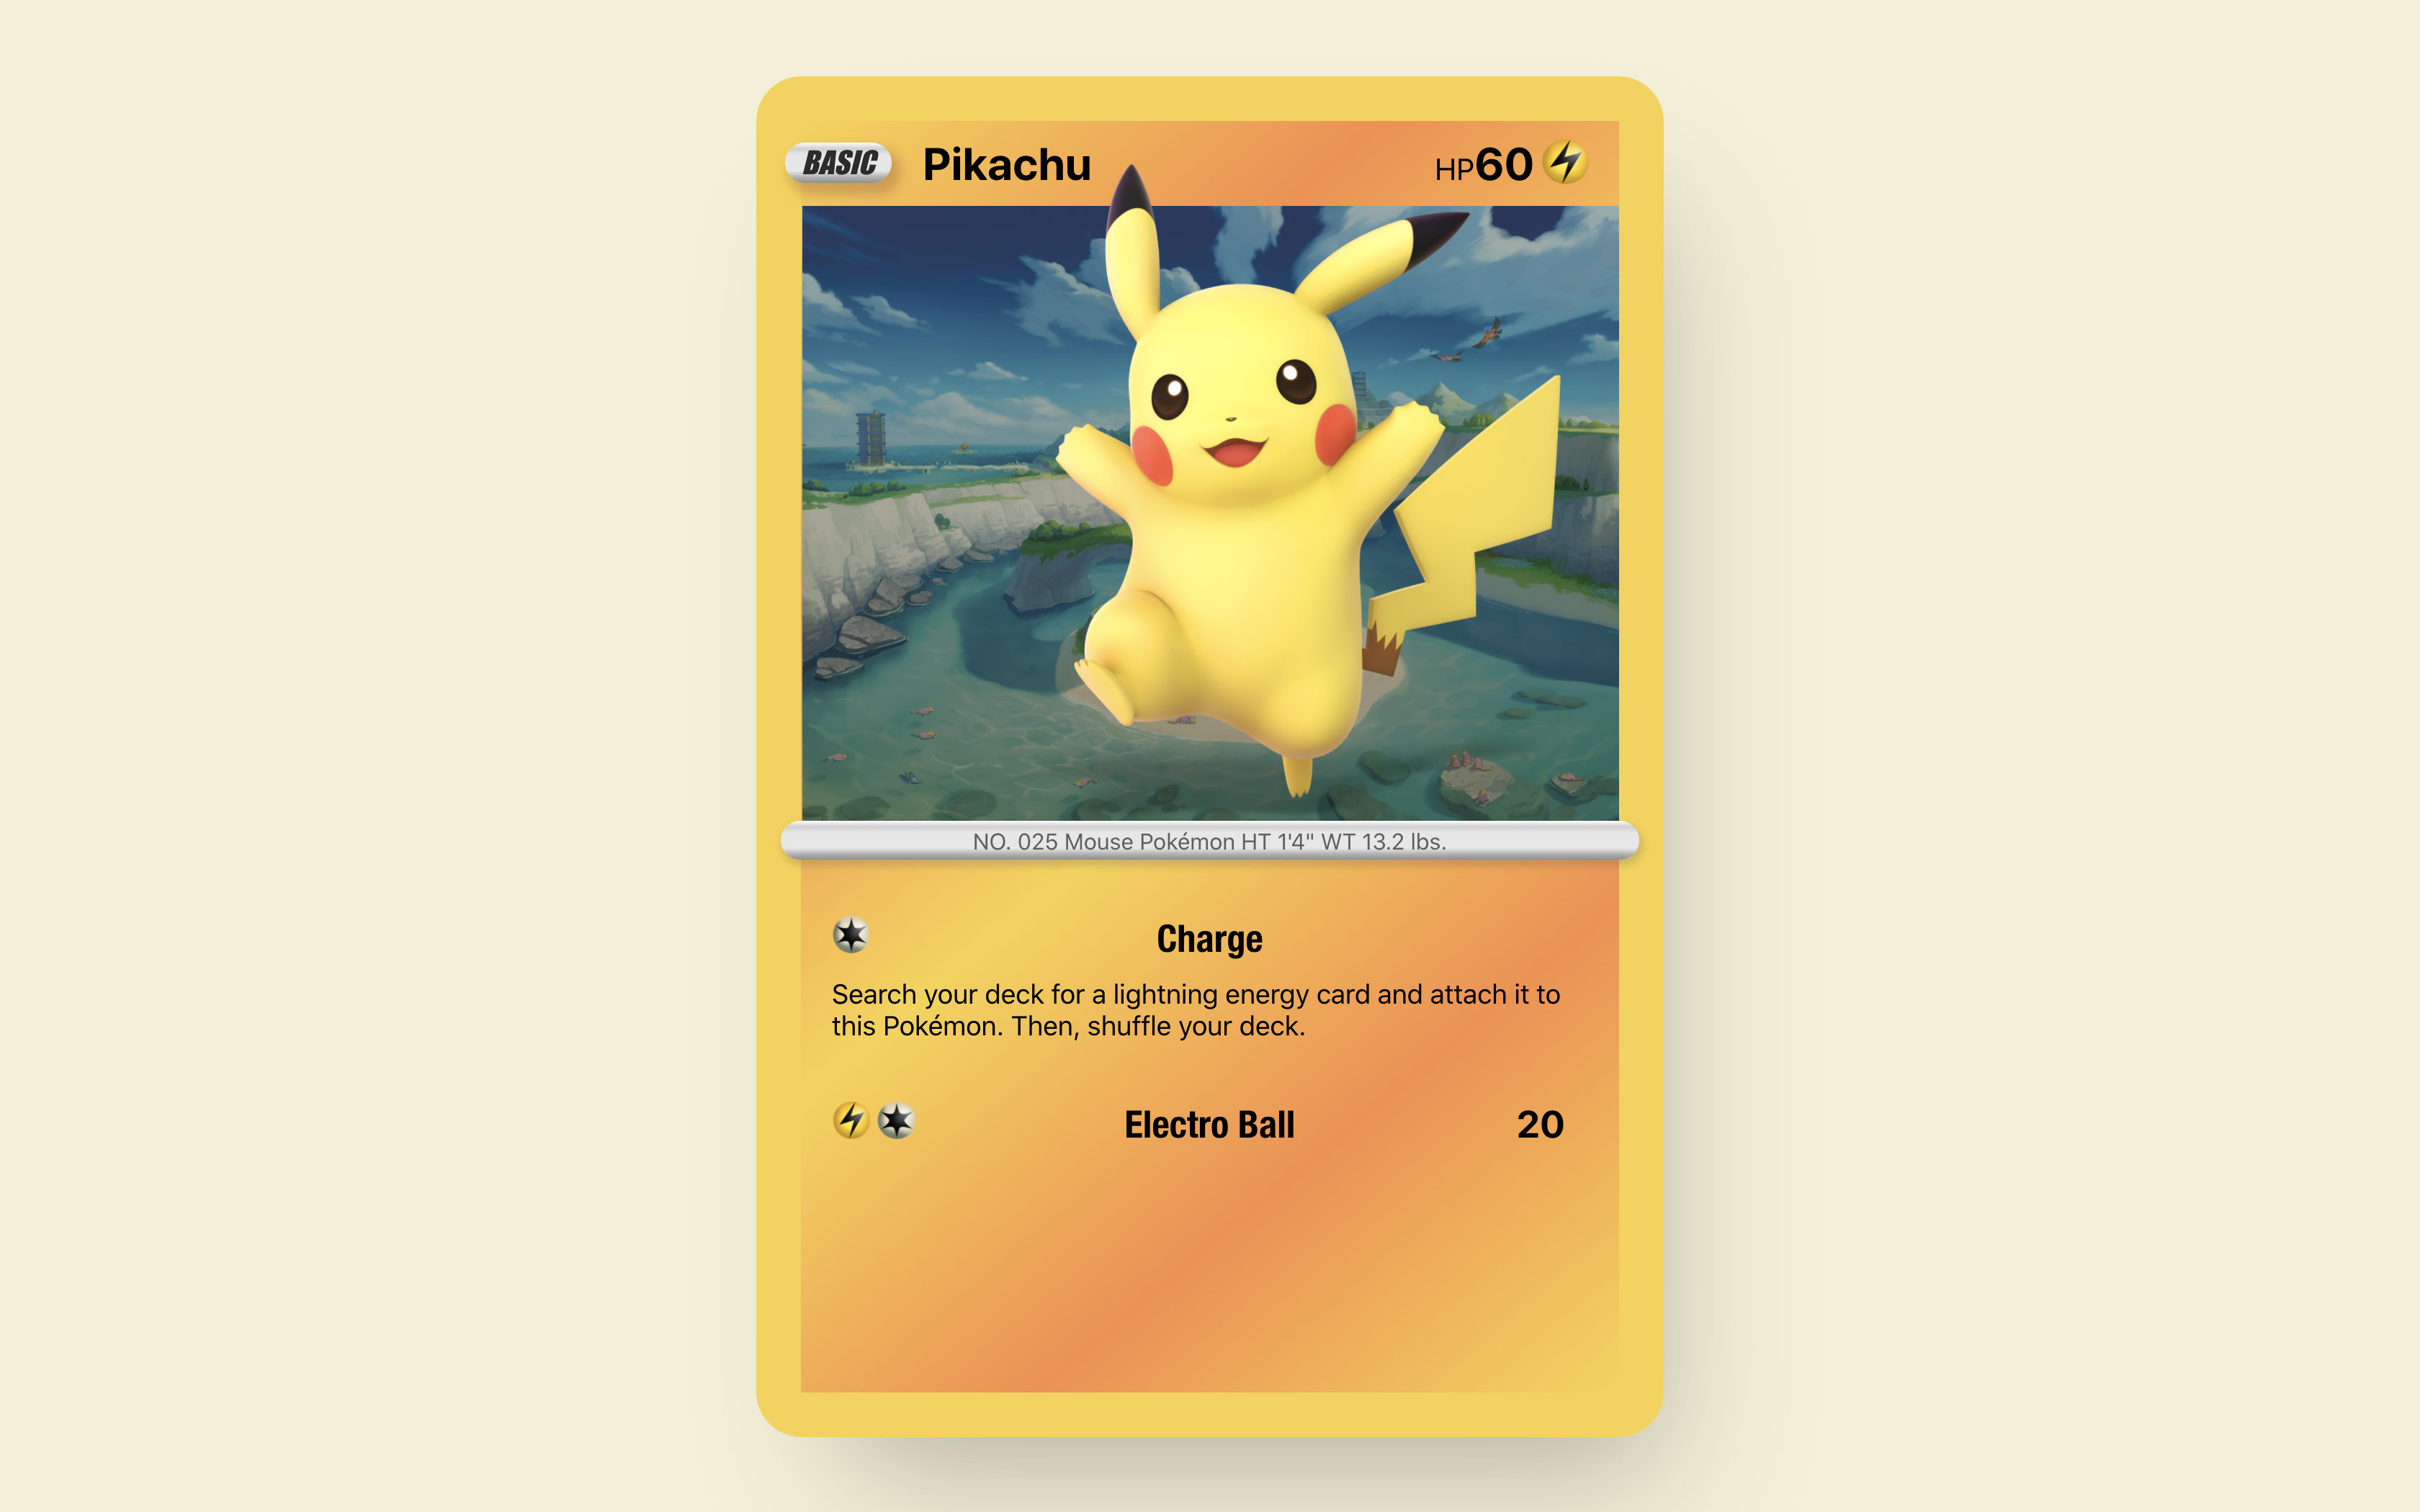 BASIC Pikachu HP60
NO. 025 Mouse Pokémon HT 1'4" WT 13.2 lbs.
Charge
Search your deck for a lightning energy card and attach it to
this Pokémon. Then, shuffle your deck.
Electro Ball 20